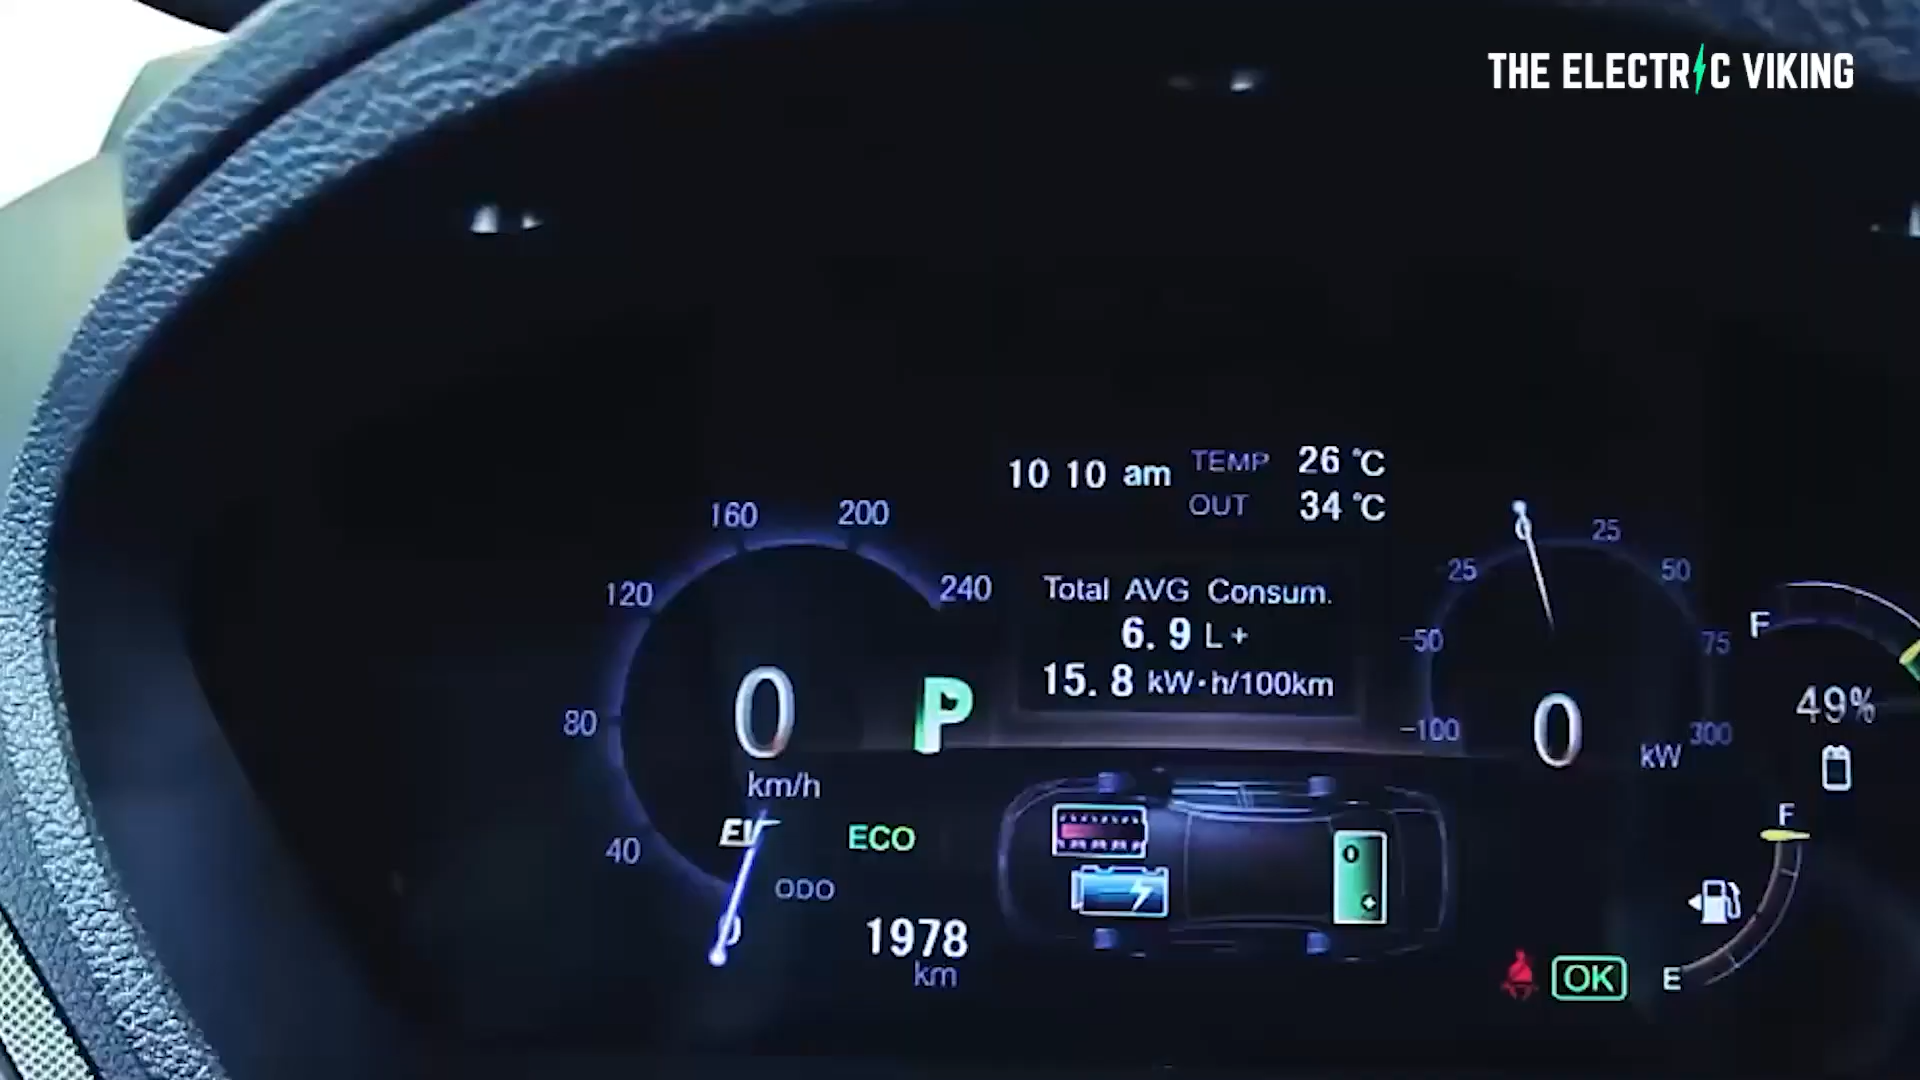 THE ELECTRIC VIKING
10 10 am
TEMP 26 °C
OUT 34 °C
160
200
0
25
120
240
25
50
Total AVG Consum.
6.9 L +
15.8 kW·h/100km
-50
75
F
80
0
P
-100
0
kW
300
49%
km/h
EV
ECO
40
ODO
0
1978
km
F
E
OK